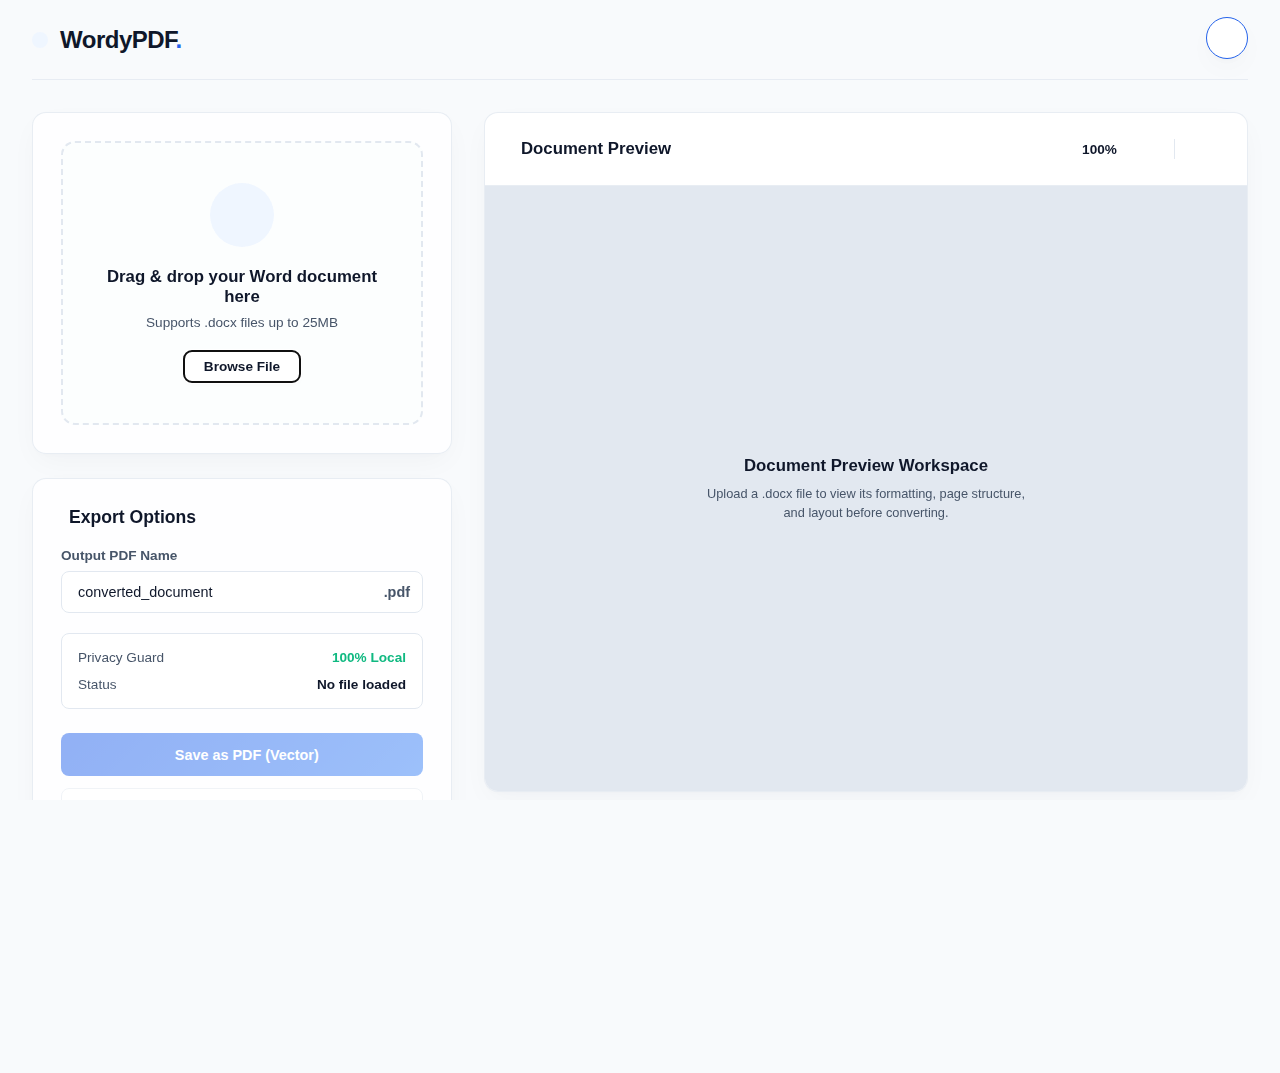 WordyPDF.
Drag & drop your Word document
here
Supports .docx files up to 25MB
Browse File
Export Options
Output PDF Name
converted_document .pdf
Privacy Guard 100% Local
Status No file loaded
Save as PDF (Vector)
Document Preview 100%
Document Preview Workspace
Upload a .docx file to view its formatting, page structure,
and layout before converting.